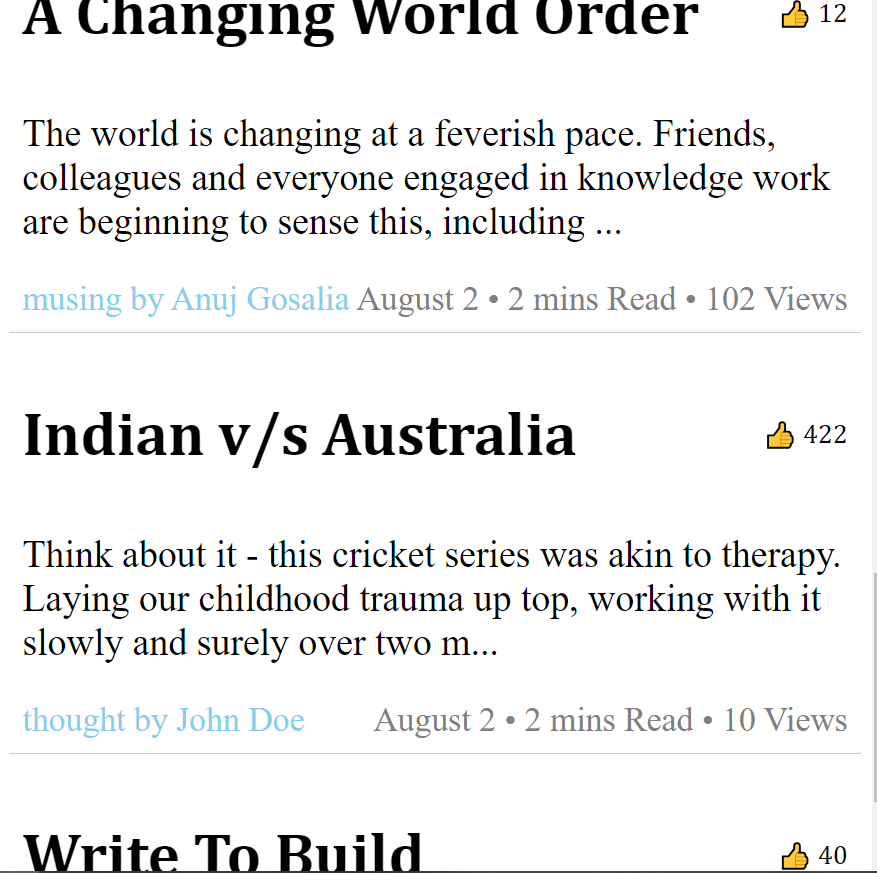 A Changing World Order 12
The world is changing at a feverish pace. Friends,
colleagues and everyone engaged in knowledge work
are beginning to sense this, including ...
musing by Anuj Gosalia August 2 • 2 mins Read • 102 Views
Indian v/s Australia 422
Think about it - this cricket series was akin to therapy.
Laying our childhood trauma up top, working with it
slowly and surely over two m...
thought by John Doe August 2 • 2 mins Read • 10 Views
Write To Build 40